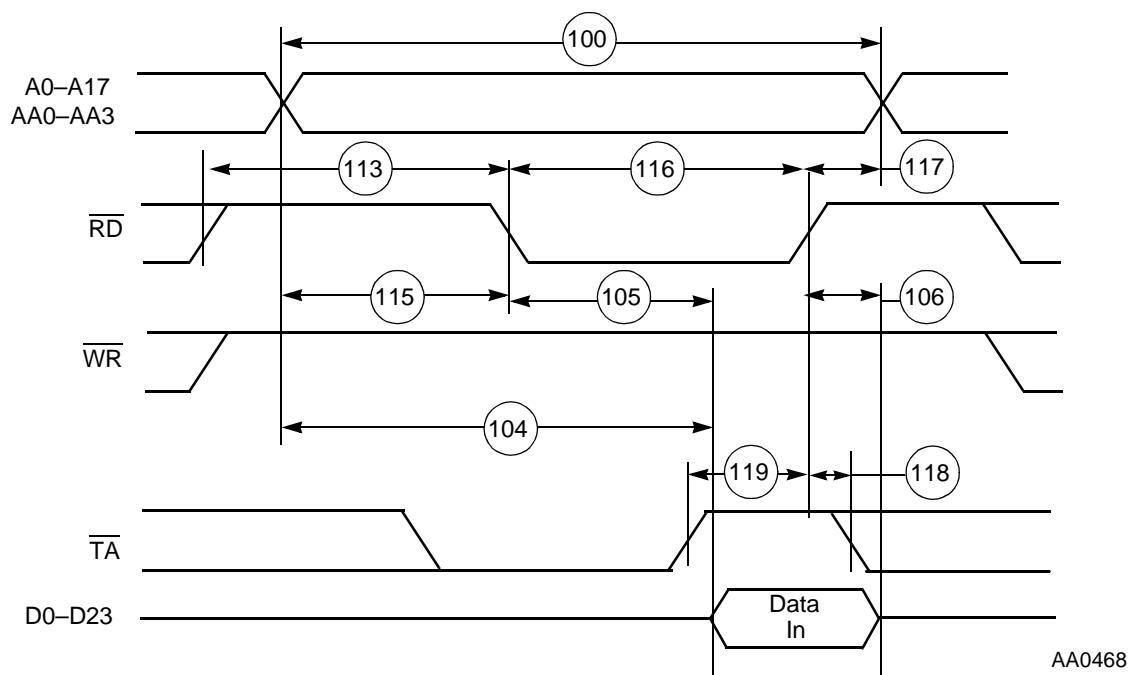 100
A0–A17
AA0–AA3
113
116
117
RD
115
105
106
WR
104
119
118
TA
D0–D23
Data
In
AA0468